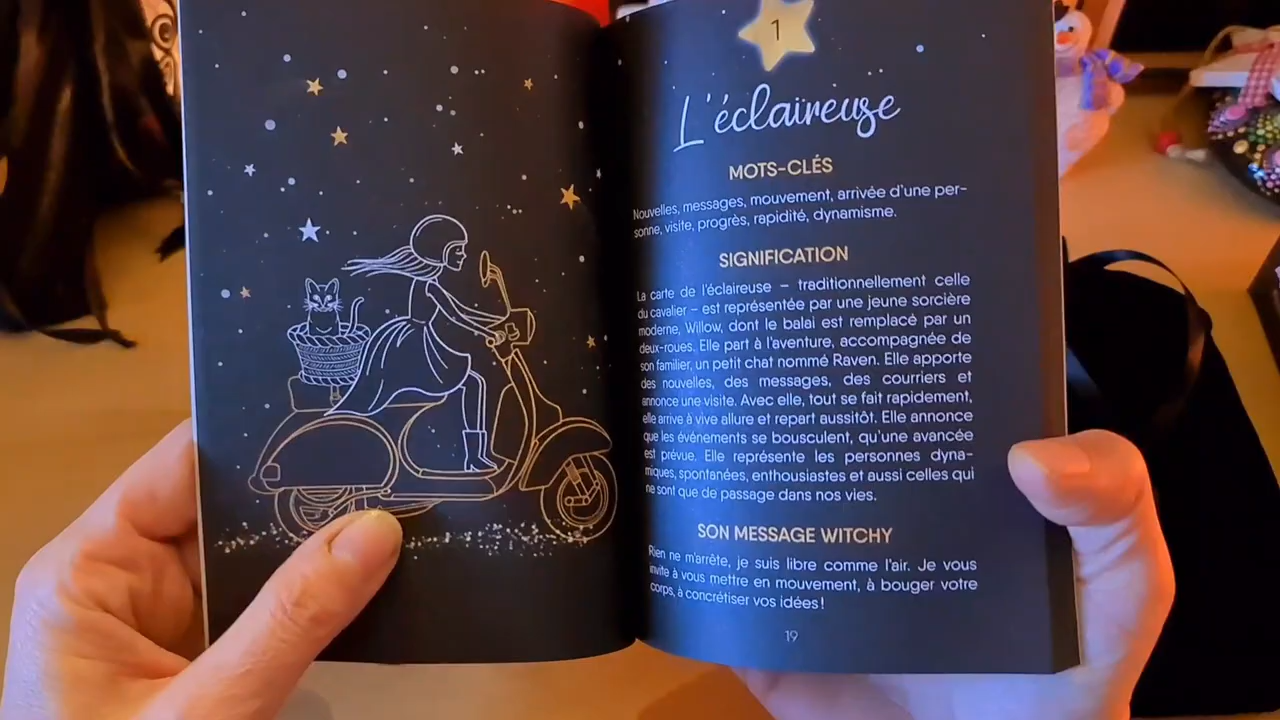 1
L'éclaireuse
MOTS-CLÉS
Nouvelles, messages, mouvement, arrivée d'une per-
sonne, visite, progrès, rapidité, dynamisme.
SIGNIFICATION
La carte de l'éclaireuse – traditionnellement celle
du cavalier – est représentée par une jeune sorcière
moderne, Willow, dont le balai est remplacé par un
deux-roues. Elle part à l'aventure, accompagnée de
son familier, un petit chat nommé Raven. Elle apporte
des nouvelles, des messages, des courriers et
annonce une visite. Avec elle, tout se fait rapidement,
elle arrive à vive allure et repart aussitôt. Elle annonce
que les événements se bousculent, qu'une avancée
est prévue. Elle représente les personnes dyna-
miques, spontanées, enthousiastes et aussi celles qui
ne sont que de passage dans nos vies.
SON MESSAGE WITCHY
Rien ne m'arrête, je suis libre comme l'air. Je vous
invite à vous mettre en mouvement, à bouger votre
corps, à concrétiser vos idées !
19